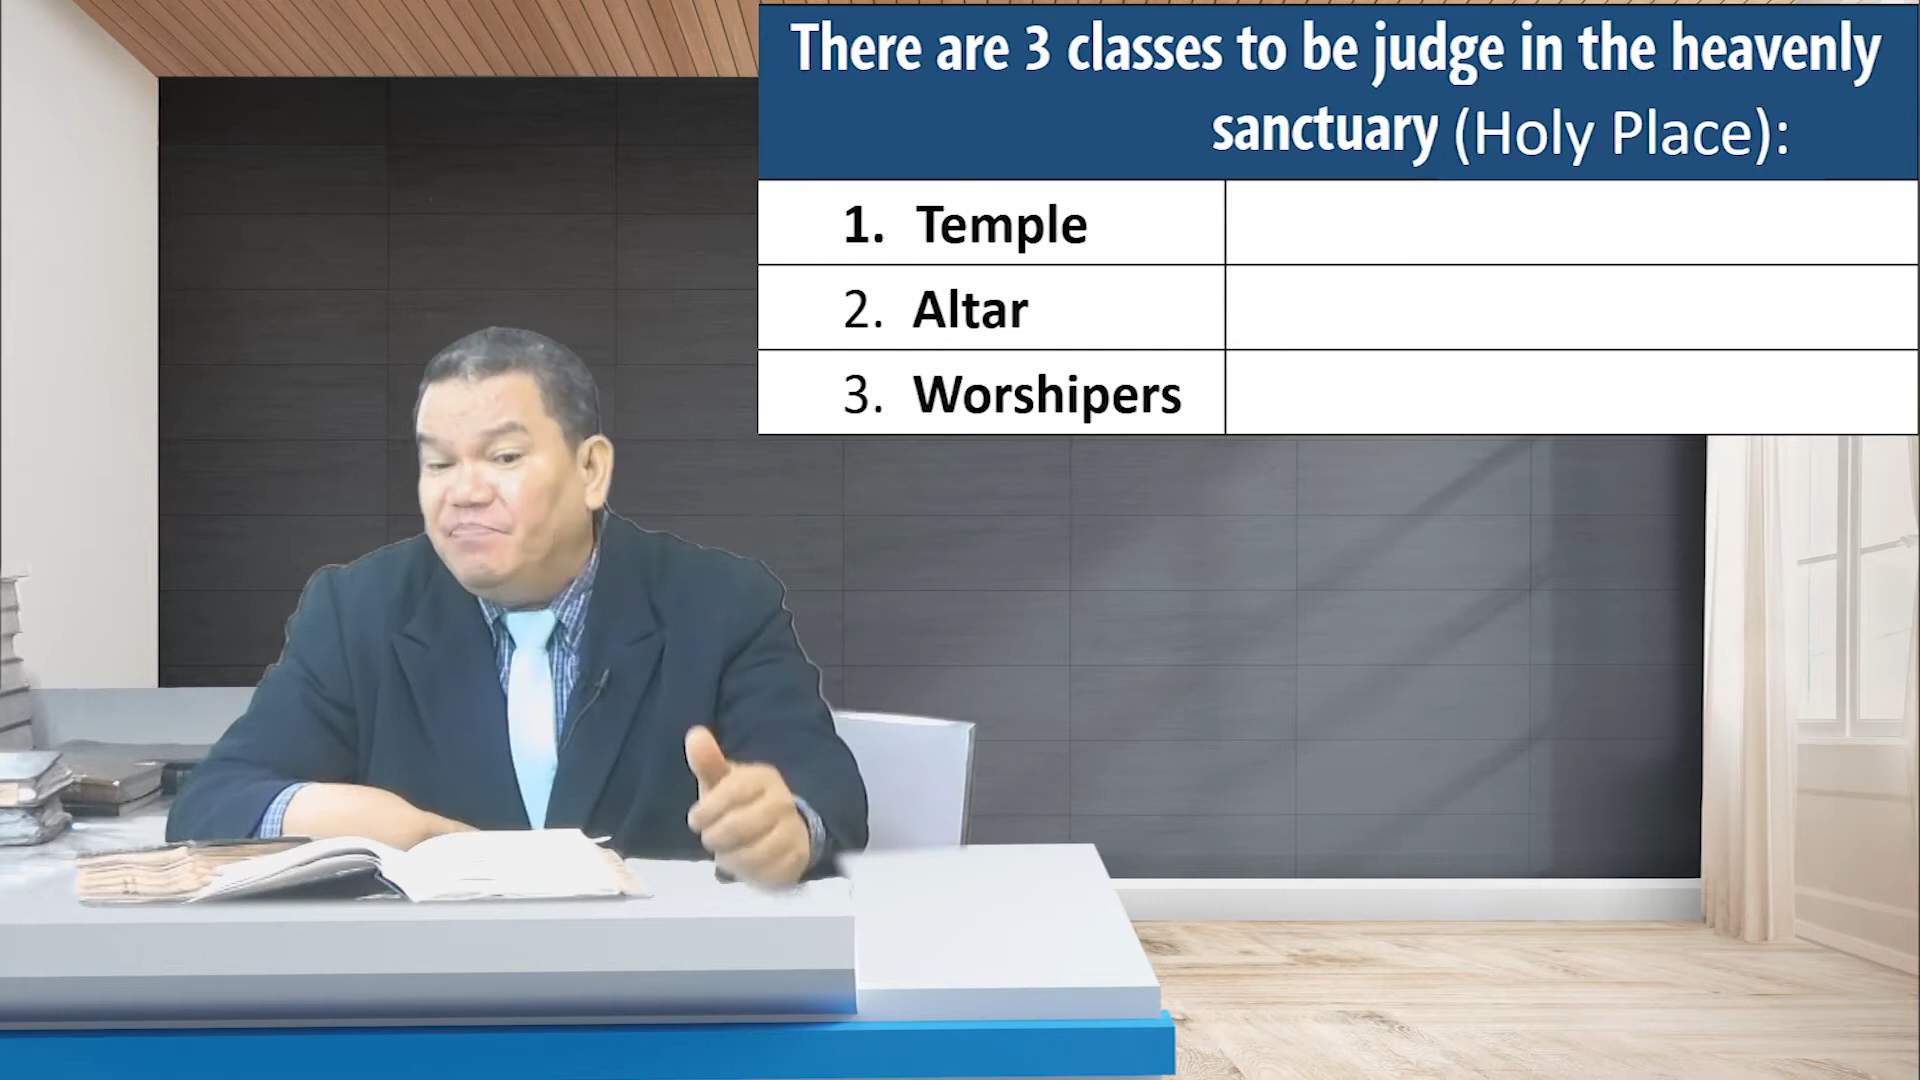 There are 3 classes to be judge in the heavenly
sanctuary (Holy Place):
1. Temple
2. Altar
3. Worshipers